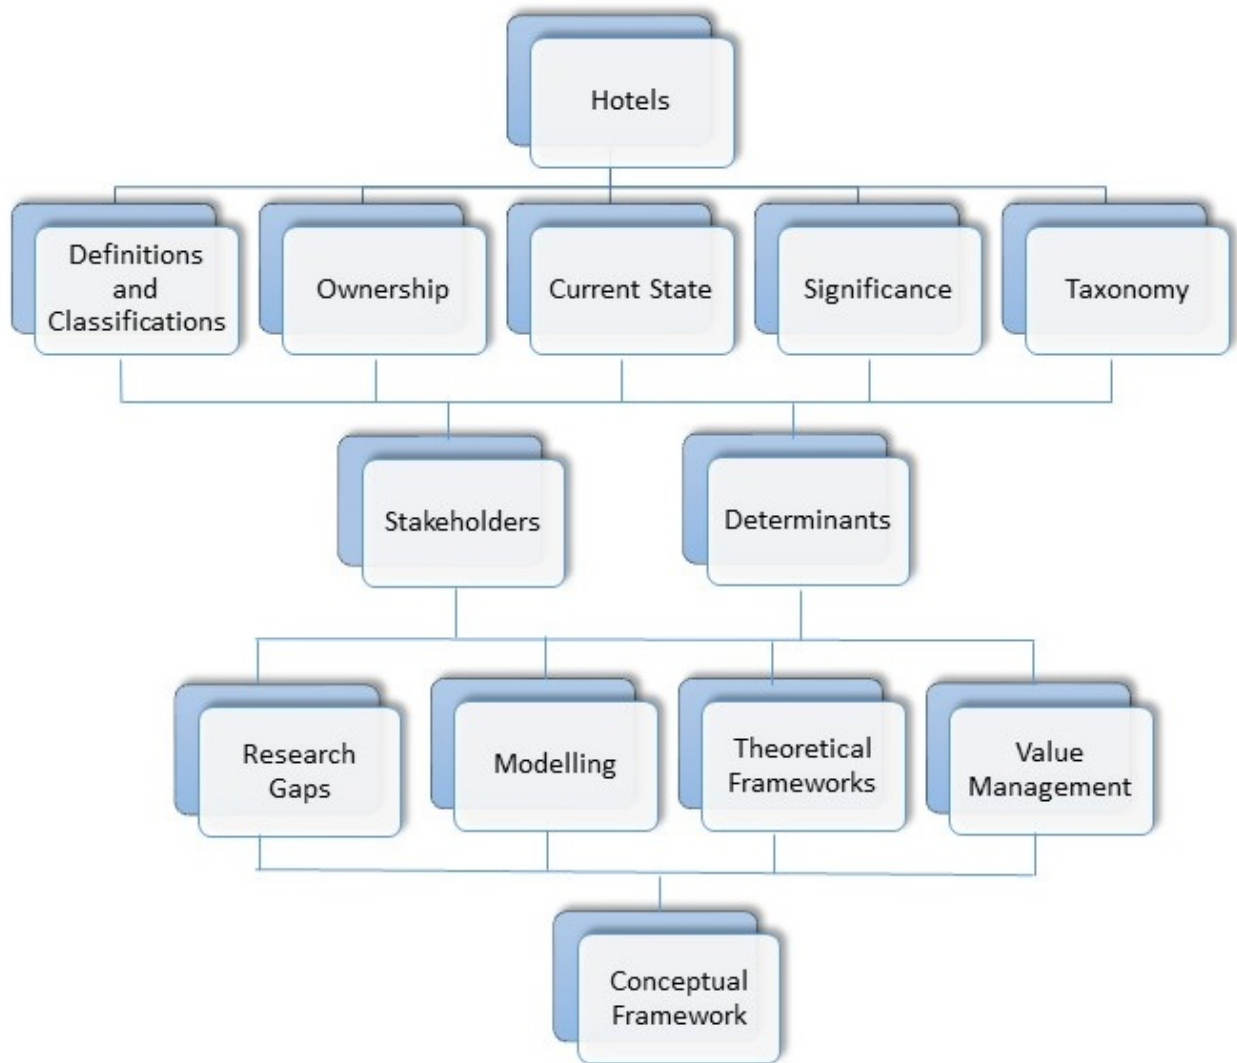 Hotels
Definitions
and
Classifications
Ownership
Current State
Significance
Taxonomy
Stakeholders
Determinants
Research
Gaps
Modelling
Theoretical
Frameworks
Value
Management
Conceptual
Framework